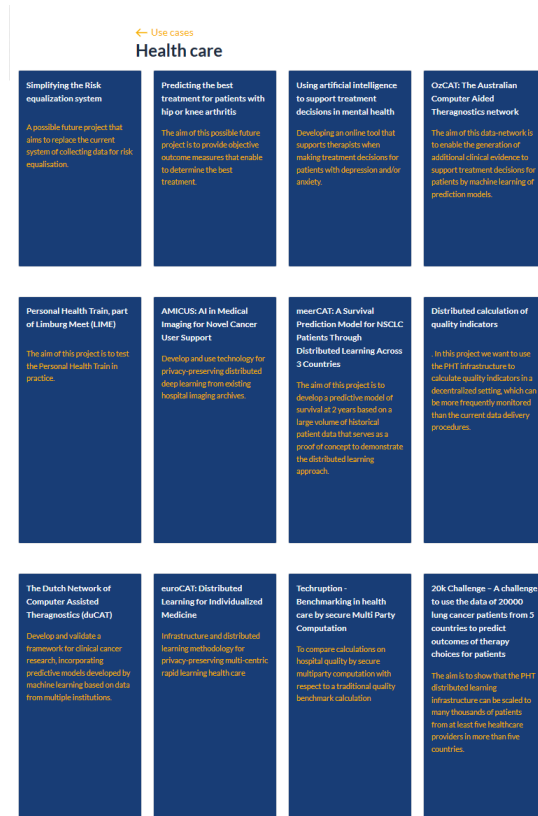 ← Use cases
Health care
Simplifying the Risk
equalization system
A possible future project that
aims to replace the current
system of collecting data for risk
equalisation.
Predicting the best
treatment for patients with
hip or knee arthritis
The aim of this possible future
project is to provide objective
outcome measures that enable
to determine the best
treatment.
Using artificial intelligence
to support treatment
decisions in mental health
Developing an online tool that
supports therapists when
making treatment decisions for
patients with depression and/or
anxiety.
OzCAT: The Australian
Computer Aided
Theragnostics network
The aim of this data-network is
to enable the generation of
additional clinical evidence to
support treatment decisions for
patients by machine learning of
prediction models.
Personal Health Train, part
of Limburg Meet (LIME)
The aim of this project is to test
the Personal Health Train in
practice.
AMICUS: AI in Medical
Imaging for Novel Cancer
User Support
Develop and use technology for
privacy-preserving distributed
deep learning from existing
hospital imaging archives.
meerCAT: A Survival
Prediction Model for NSCLC
Patients Through
Distributed Learning Across
3 Countries
The aim of this project is to
develop a predictive model of
survival at 2 years based on a
large volume of historical
patient data that serves as a
proof of concept to demonstrate
the distributed learning
approach.
Distributed calculation of
quality indicators
. In this project we want to use
the PHT infrastructure to
calculate quality indicators in a
decentralized setting, which can
be more frequently monitored
than the current data delivery
procedures.
The Dutch Network of
Computer Assisted
Theragnostics (duCAT)
Develop and validate a
framework for clinical cancer
research, incorporating
predictive models developed by
machine learning based on data
from multiple institutions.
euroCAT: Distributed
Learning for Individualized
Medicine
Infrastructure and distributed
learning methodology for
privacy-preserving multi-centric
rapid learning health care
Techruption -
Benchmarking in health
care by secure Multi Party
Computation
To compare calculations on
hospital quality by secure
multiparty computation with
respect to a traditional quality
benchmark calculation
20k Challenge – A challenge
to use the data of 20000
lung cancer patients from 5
countries to predict
outcomes of therapy
choices for patients
The aim is to show that the PHT
distributed learning
infrastructure can be scaled to
many thousands of patients
from at least five healthcare
providers in more than five
countries.